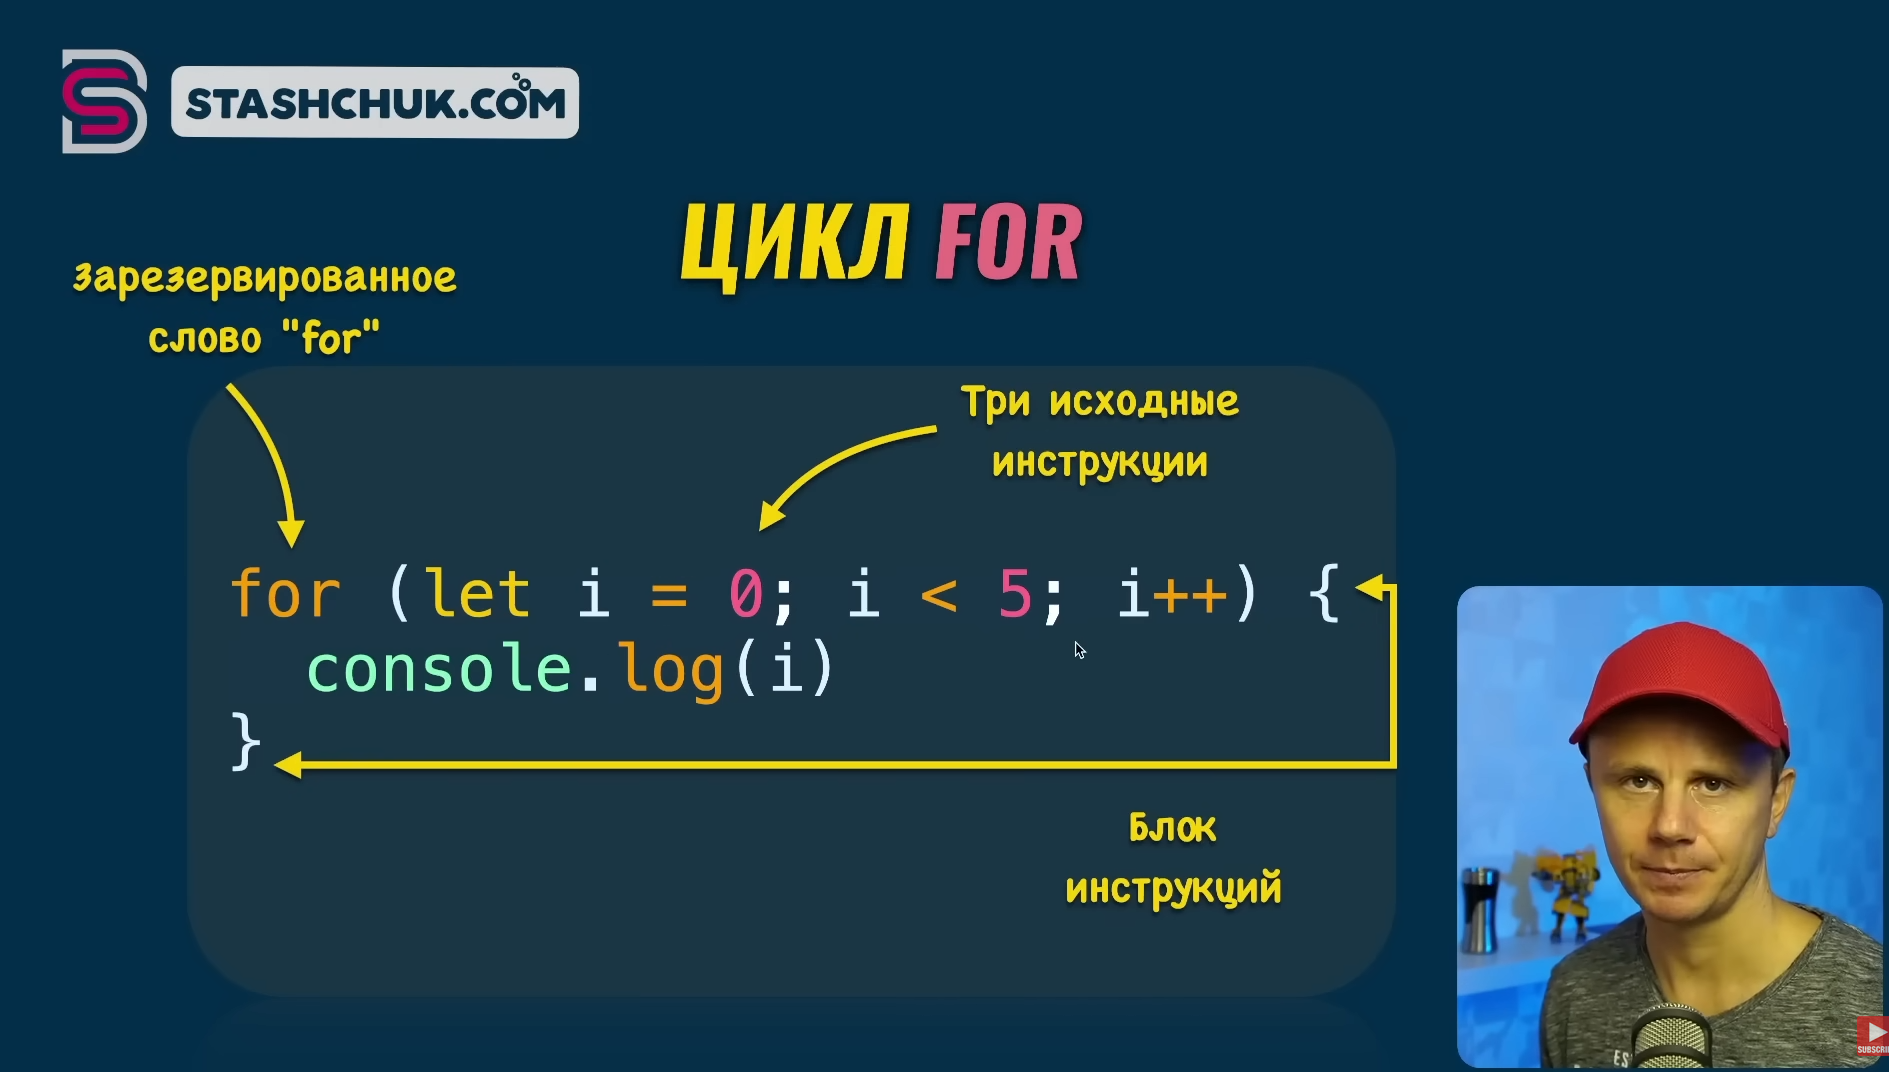 STASHCHUK.COM
ЦИКЛ FOR
Зарезервированное
слово "for"
Три исходные
инструкции
for (let i = 0; i < 5; i++) {
console.log(i)
}
Блок
инструкций